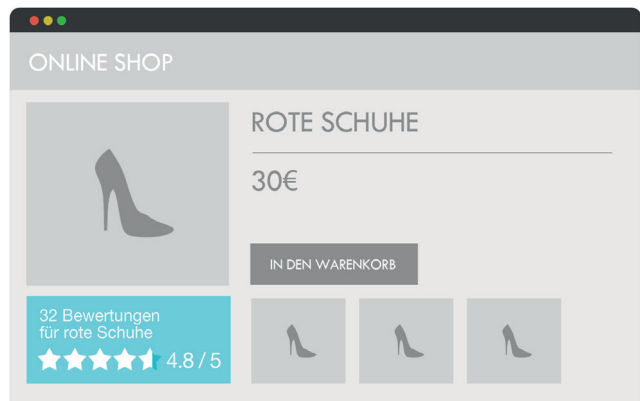 ONLINE SHOP
ROTE SCHUHE
30€
IN DEN WARENKORB
32 Bewertungen
für rote Schuhe
4.8 / 5